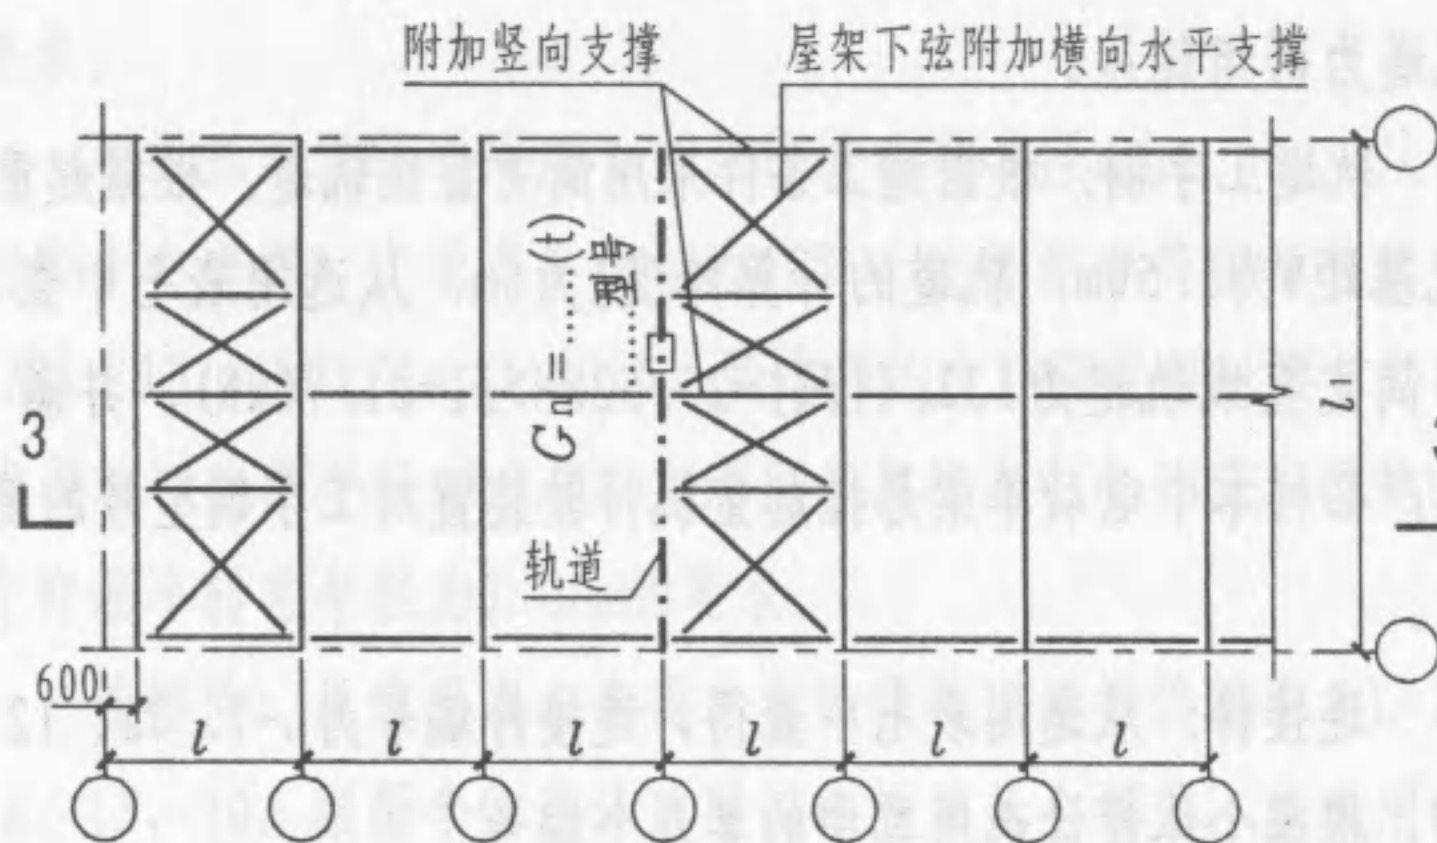 附加竖向支撑
屋架下弦附加横向水平支撑
Gn=......(t)
......型号
3
轨道
l1
600
l
l
l
l
l
l